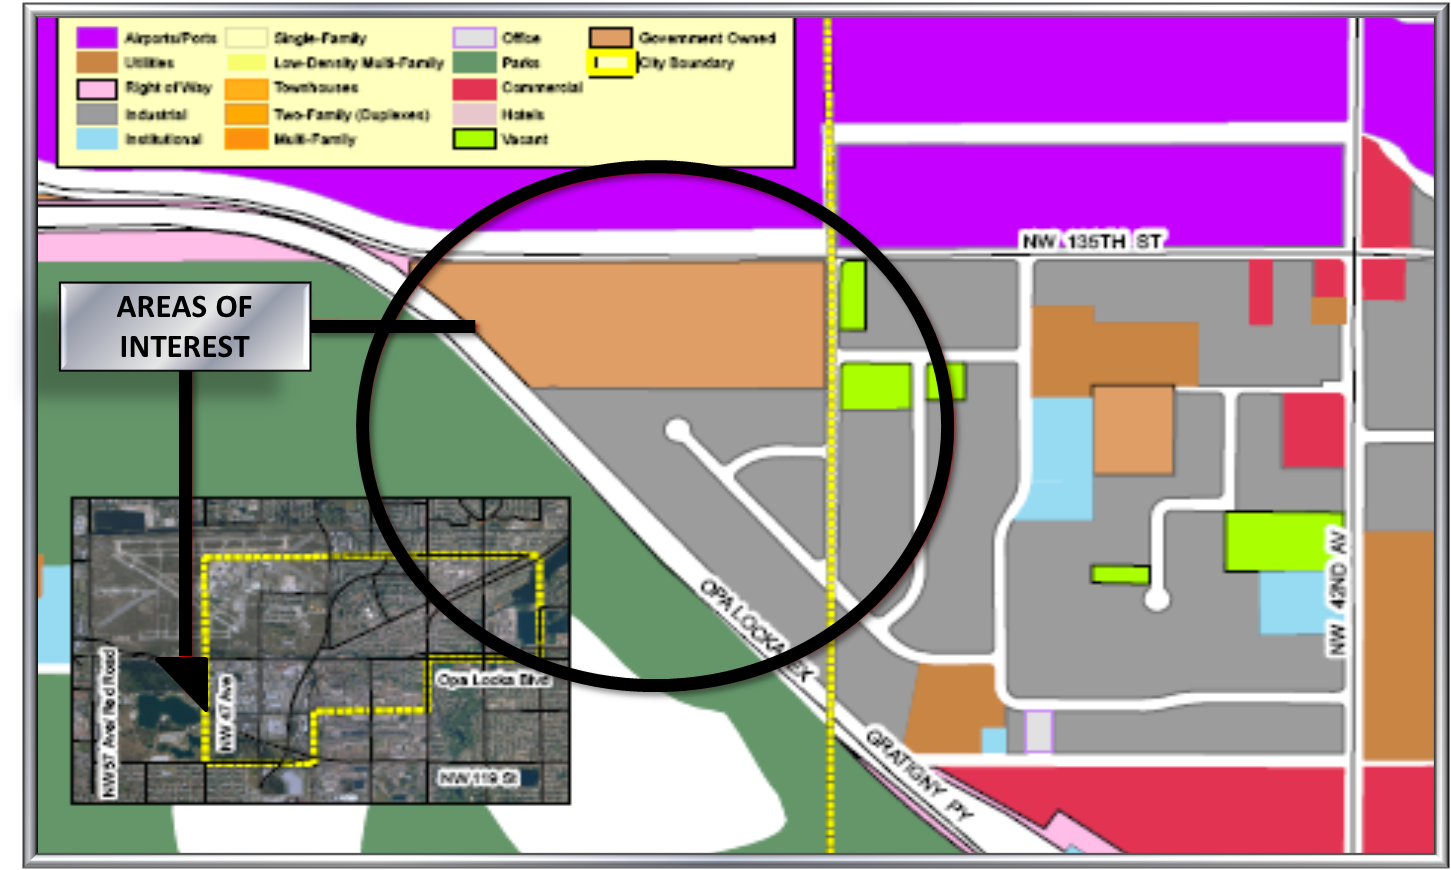 Airports/Ports
Single-Family
Office
Government Owned
Utilities
Low-Density Multi-Family
Parks
City Boundary
Right of Way
Townhouses
Commercial
Industrial
Two-Family (Duplexes)
Hotels
Institutional
Multi-Family
Vacant
NW 135TH ST
AREAS OF
INTEREST
OPA LOCKA EX
NW 42ND AV
GRATIGNY PY
NW 57 Ave/ Red Road
NW 47 Ave
Opa Locka Blvd
NW 119 St